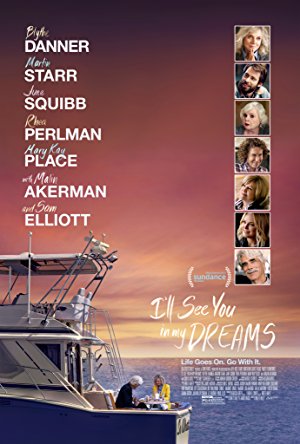 Blythe
DANNER
Martin
STARR
June
SQUIBB
Rhea
PERLMAN
Mary Kay
PLACE
with Malin
AKERMAN
and Sam
ELLIOTT
sundance
I'll See You
in my DREAMS
Life Goes On. Go With It.